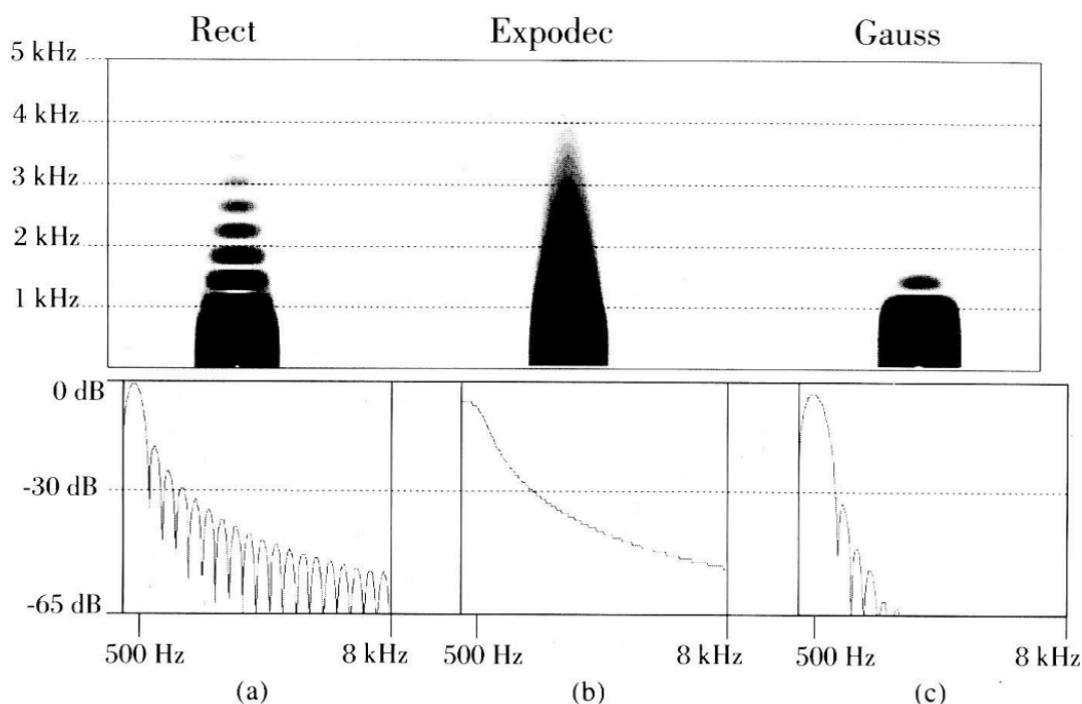 Rect Expodec Gauss
5 kHz
4 kHz
3 kHz
2 kHz
1 kHz
0 dB
-30 dB
-65 dB
500 Hz 8 kHz 500 Hz 8 kHz 500 Hz 8 kHz
(a) (b) (c)